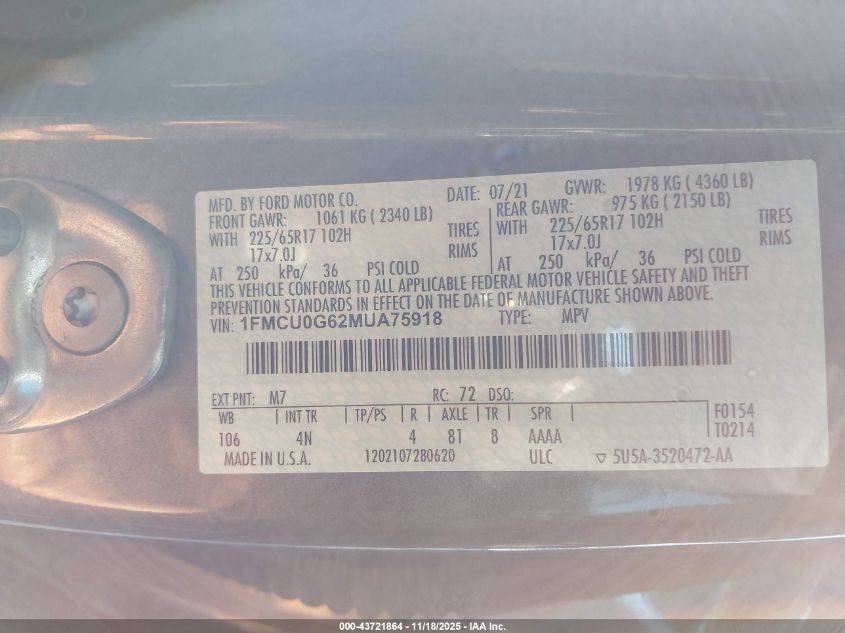 MFD. BY FORD MOTOR CO. DATE: 07/21 GVWR: 1978 KG ( 4360 LB)
FRONT GAWR: 1061 KG ( 2340 LB) REAR GAWR: 975 KG ( 2150 LB)
WITH 225/65R17 102H TIRES WITH 225/65R17 102H TIRES
17x7.0J RIMS 17x7.0J RIMS
AT 250 kPa/ 36 PSI COLD AT 250 kPa/ 36 PSI COLD
THIS VEHICLE CONFORMS TO ALL APPLICABLE FEDERAL MOTOR VEHICLE SAFETY AND THEFT
PREVENTION STANDARDS IN EFFECT ON THE DATE OF MANUFACTURE SHOWN ABOVE.
VIN: 1FMCU0G62MUA75918 TYPE: MPV
EXT PNT: M7 RC: 72 DSO:
WB INT TR TP/PS R AXLE TR SPR F0154
106 4N 4 81 8 AAAA T0214
MADE IN U.S.A. 1202107280620 ULC ▽ 5U5A-3520472-AA
000-43721864 - 11/18/2025 - IAA Inc.